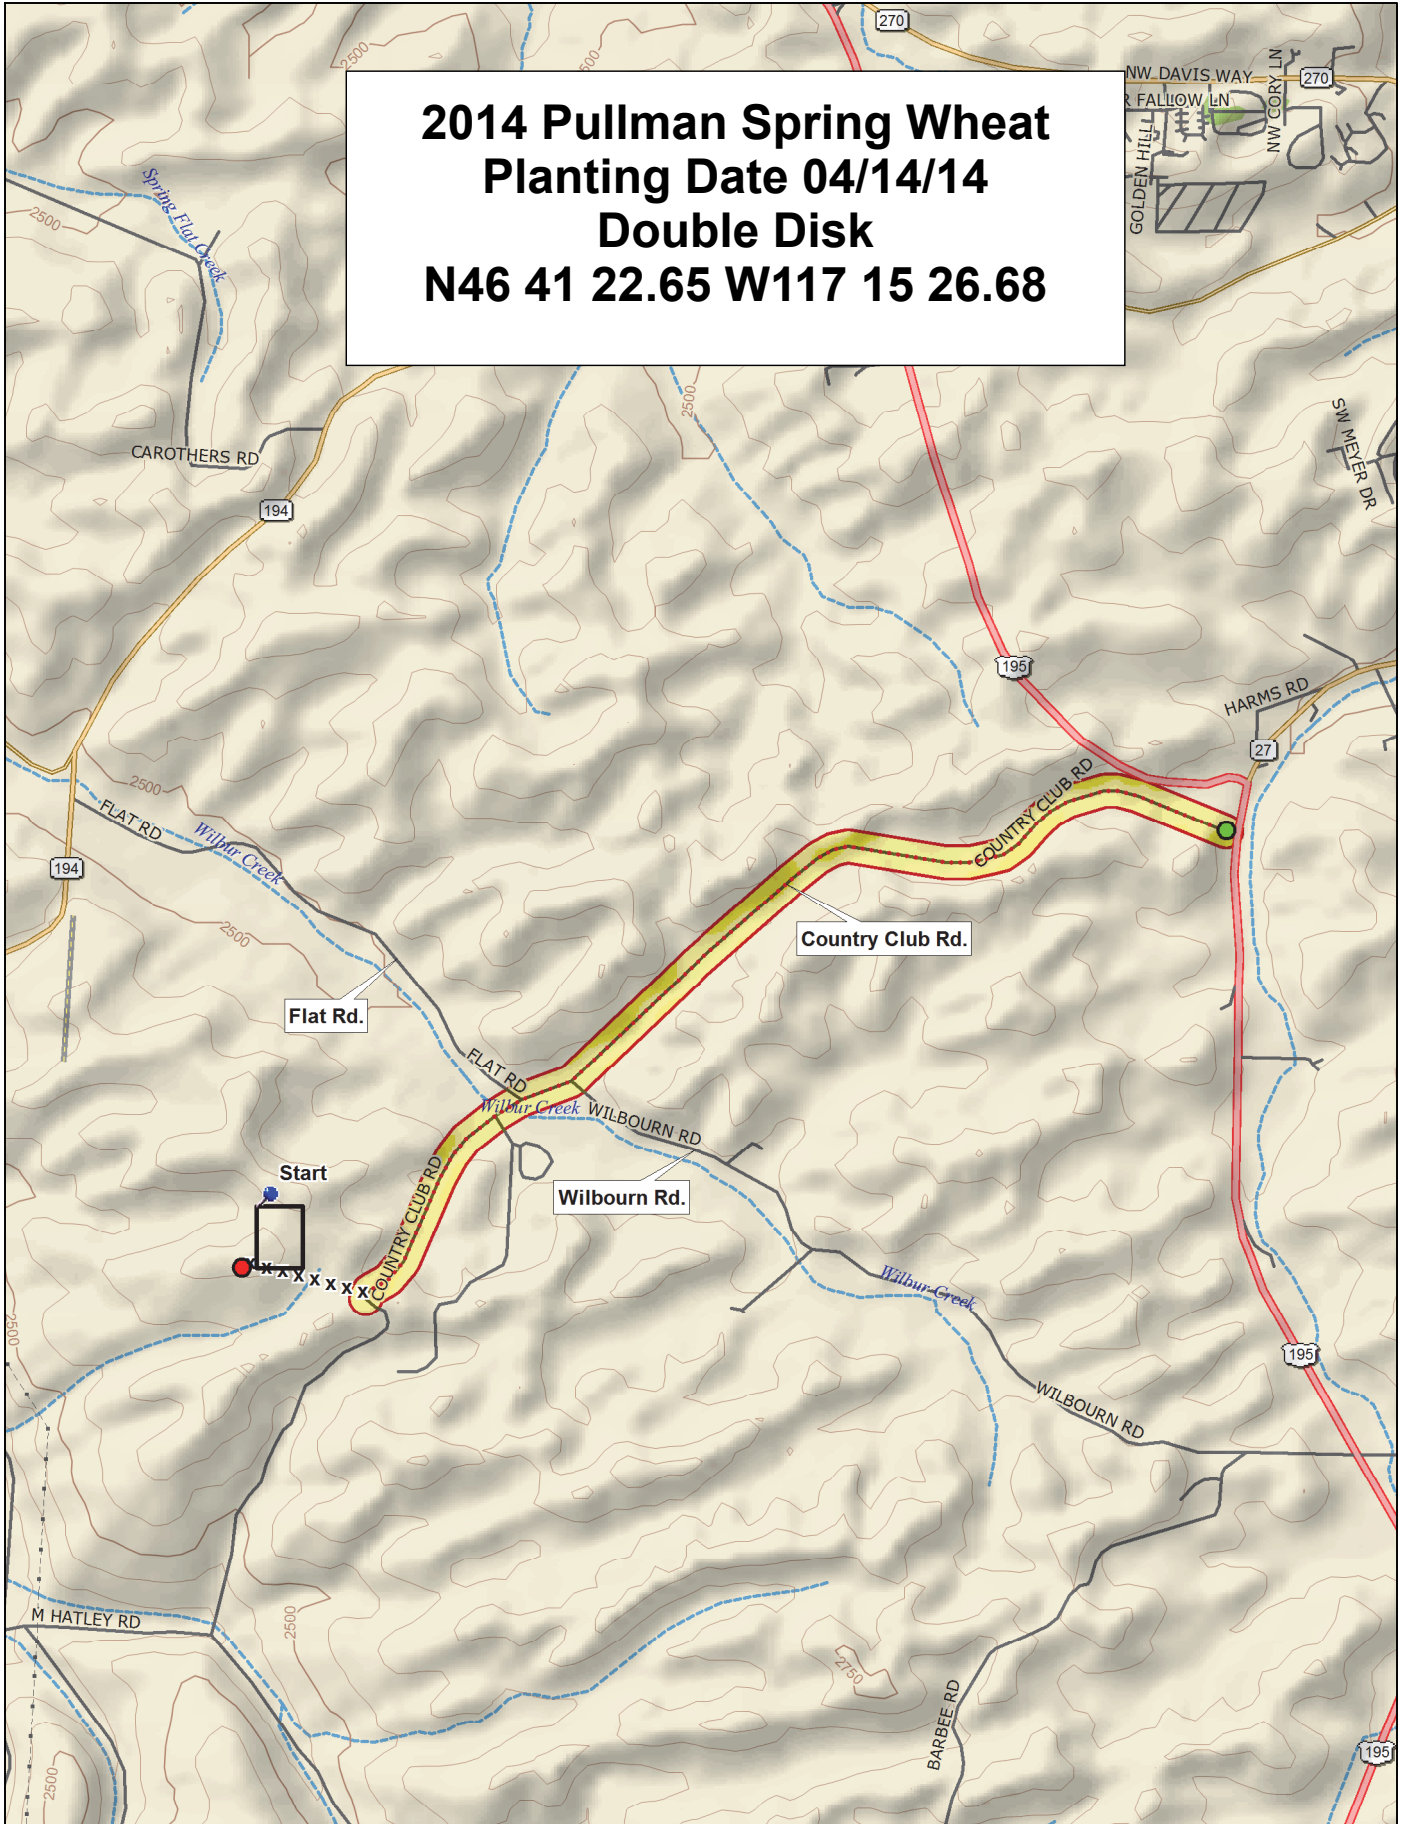 270
2500
500
NW DAVIS WAY
270
R FALLOW LN
NW CORY LN
GOLDEN HILL
2014 Pullman Spring Wheat
Planting Date 04/14/14
Double Disk
N46 41 22.65 W117 15 26.68
Spring Flat Creek
2500
2500
SW MEYER DR
CAROTHERS RD
194
195
HARMS RD
27
2500
FLAT RD
Wilbur Creek
COUNTRY CLUB RD
194
2500
Country Club Rd.
Flat Rd.
FLAT RD
Wilbur Creek
WILBOURN RD
Start
COUNTRY CLUB RD
Wilbourn Rd.
x x x x x x x
Wilbur Creek
2500
195
WILBOURN RD
M HATLEY RD
2500
2750
BARBEE RD
195
2500